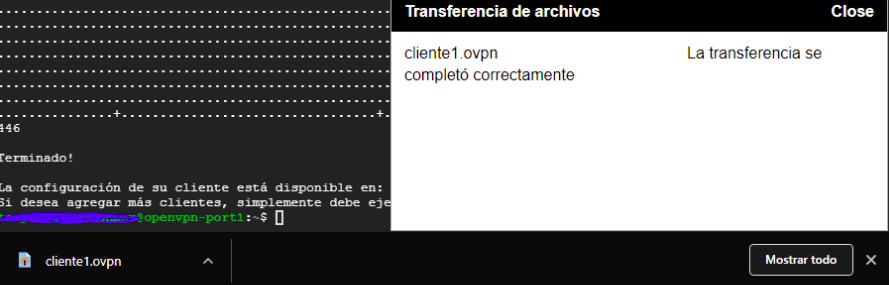 Transferencia de archivos Close
cliente1.ovpn La transferencia se
completó correctamente
446
Terminado!
La configuración de su cliente está disponible en:
Si desea agregar más clientes, simplemente debe eje
@openvpn-port1:~$
cliente1.ovpn
Mostrar todo